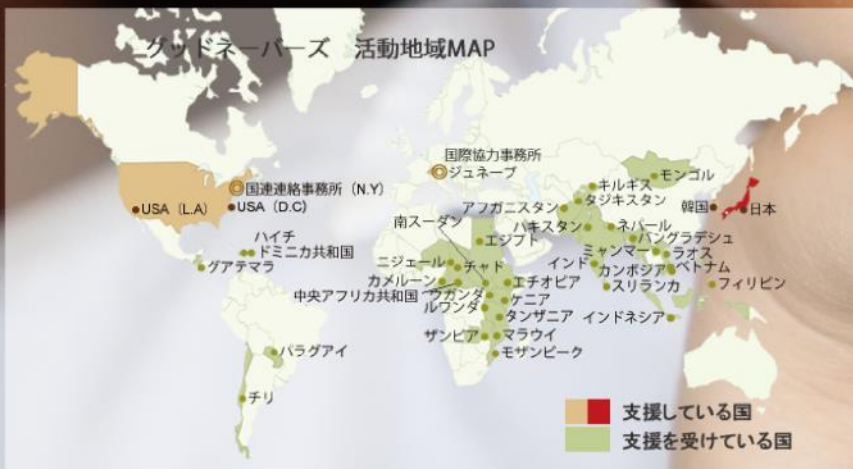 グッドネーバーズ　活動地域MAP
国際協力事務所
ジュネーブ
モンゴル
キルギス
タジキスタン
国連連絡事務所（N.Y）
USA（L.A）
USA（D.C）
アフガニスタン
韓国
日本
南スーダン
パキスタン
ネパール
エジプト
バングラデシュ
ハイチ
ドミニカ共和国
ミャンマー
ラオス
グアテマラ
ニジェール
チャド
インド
カンボジア
ベトナム
カメルーン
エチオピア
スリランカ
フィリピン
中央アフリカ共和国
ウガンダ
ケニア
ルワンダ
タンザニア
インドネシア
ザンビア
マラウイ
モザンビーク
パラグアイ
チリ
支援している国
支援を受けている国